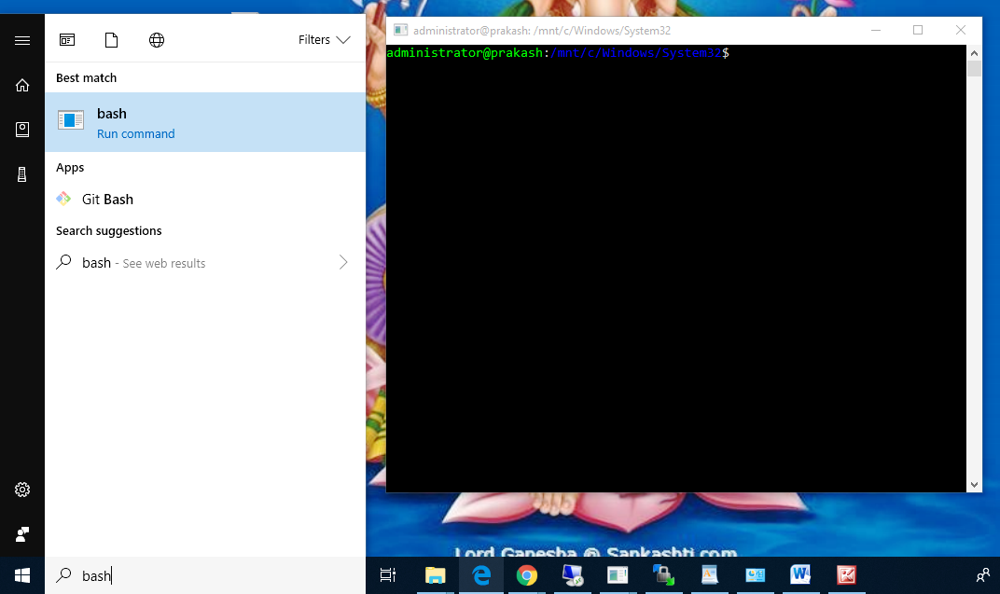 Filters
Best match
bash
Run command
Apps
Git Bash
Search suggestions
bash - See web results
bash
administrator@prakash: /mnt/c/Windows/System32
administrator@prakash:/mnt/c/Windows/System32$
Lord Ganesha @ Sankashti.com